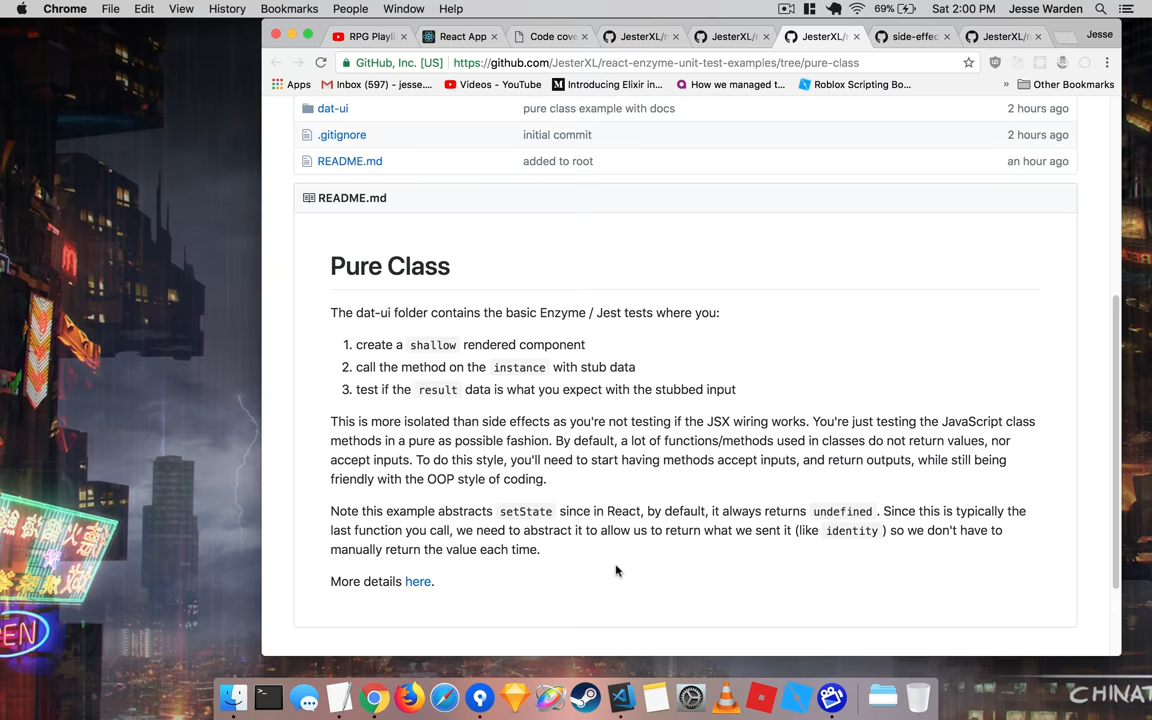 Chrome File Edit View History Bookmarks People Window Help 69% Sat 2:00 PM Jesse Warden
RPG Playli React App Code cove JesterXL/r JesterXL/r JesterXL/r side-effec JesterXL/r Jesse
GitHub, Inc. [US] https://github.com/JesterXL/react-enzyme-unit-test-examples/tree/pure-class
Apps Inbox (597) - jesse.... Videos - YouTube Introducing Elixir in... How we managed t... Roblox Scripting Bo... » Other Bookmarks
dat-ui pure class example with docs 2 hours ago
.gitignore initial commit 2 hours ago
README.md added to root an hour ago
README.md
Pure Class
The dat-ui folder contains the basic Enzyme / Jest tests where you:
1. create a shallow rendered component
2. call the method on the instance with stub data
3. test if the result data is what you expect with the stubbed input
This is more isolated than side effects as you're not testing if the JSX wiring works. You're just testing the JavaScript class
methods in a pure as possible fashion. By default, a lot of functions/methods used in classes do not return values, nor
accept inputs. To do this style, you'll need to start having methods accept inputs, and return outputs, while still being
friendly with the OOP style of coding.
Note this example abstracts setState since in React, by default, it always returns undefined. Since this is typically the
last function you call, we need to abstract it to allow us to return what we sent it (like identity) so we don't have to
manually return the value each time.
More details here.
CHINAT